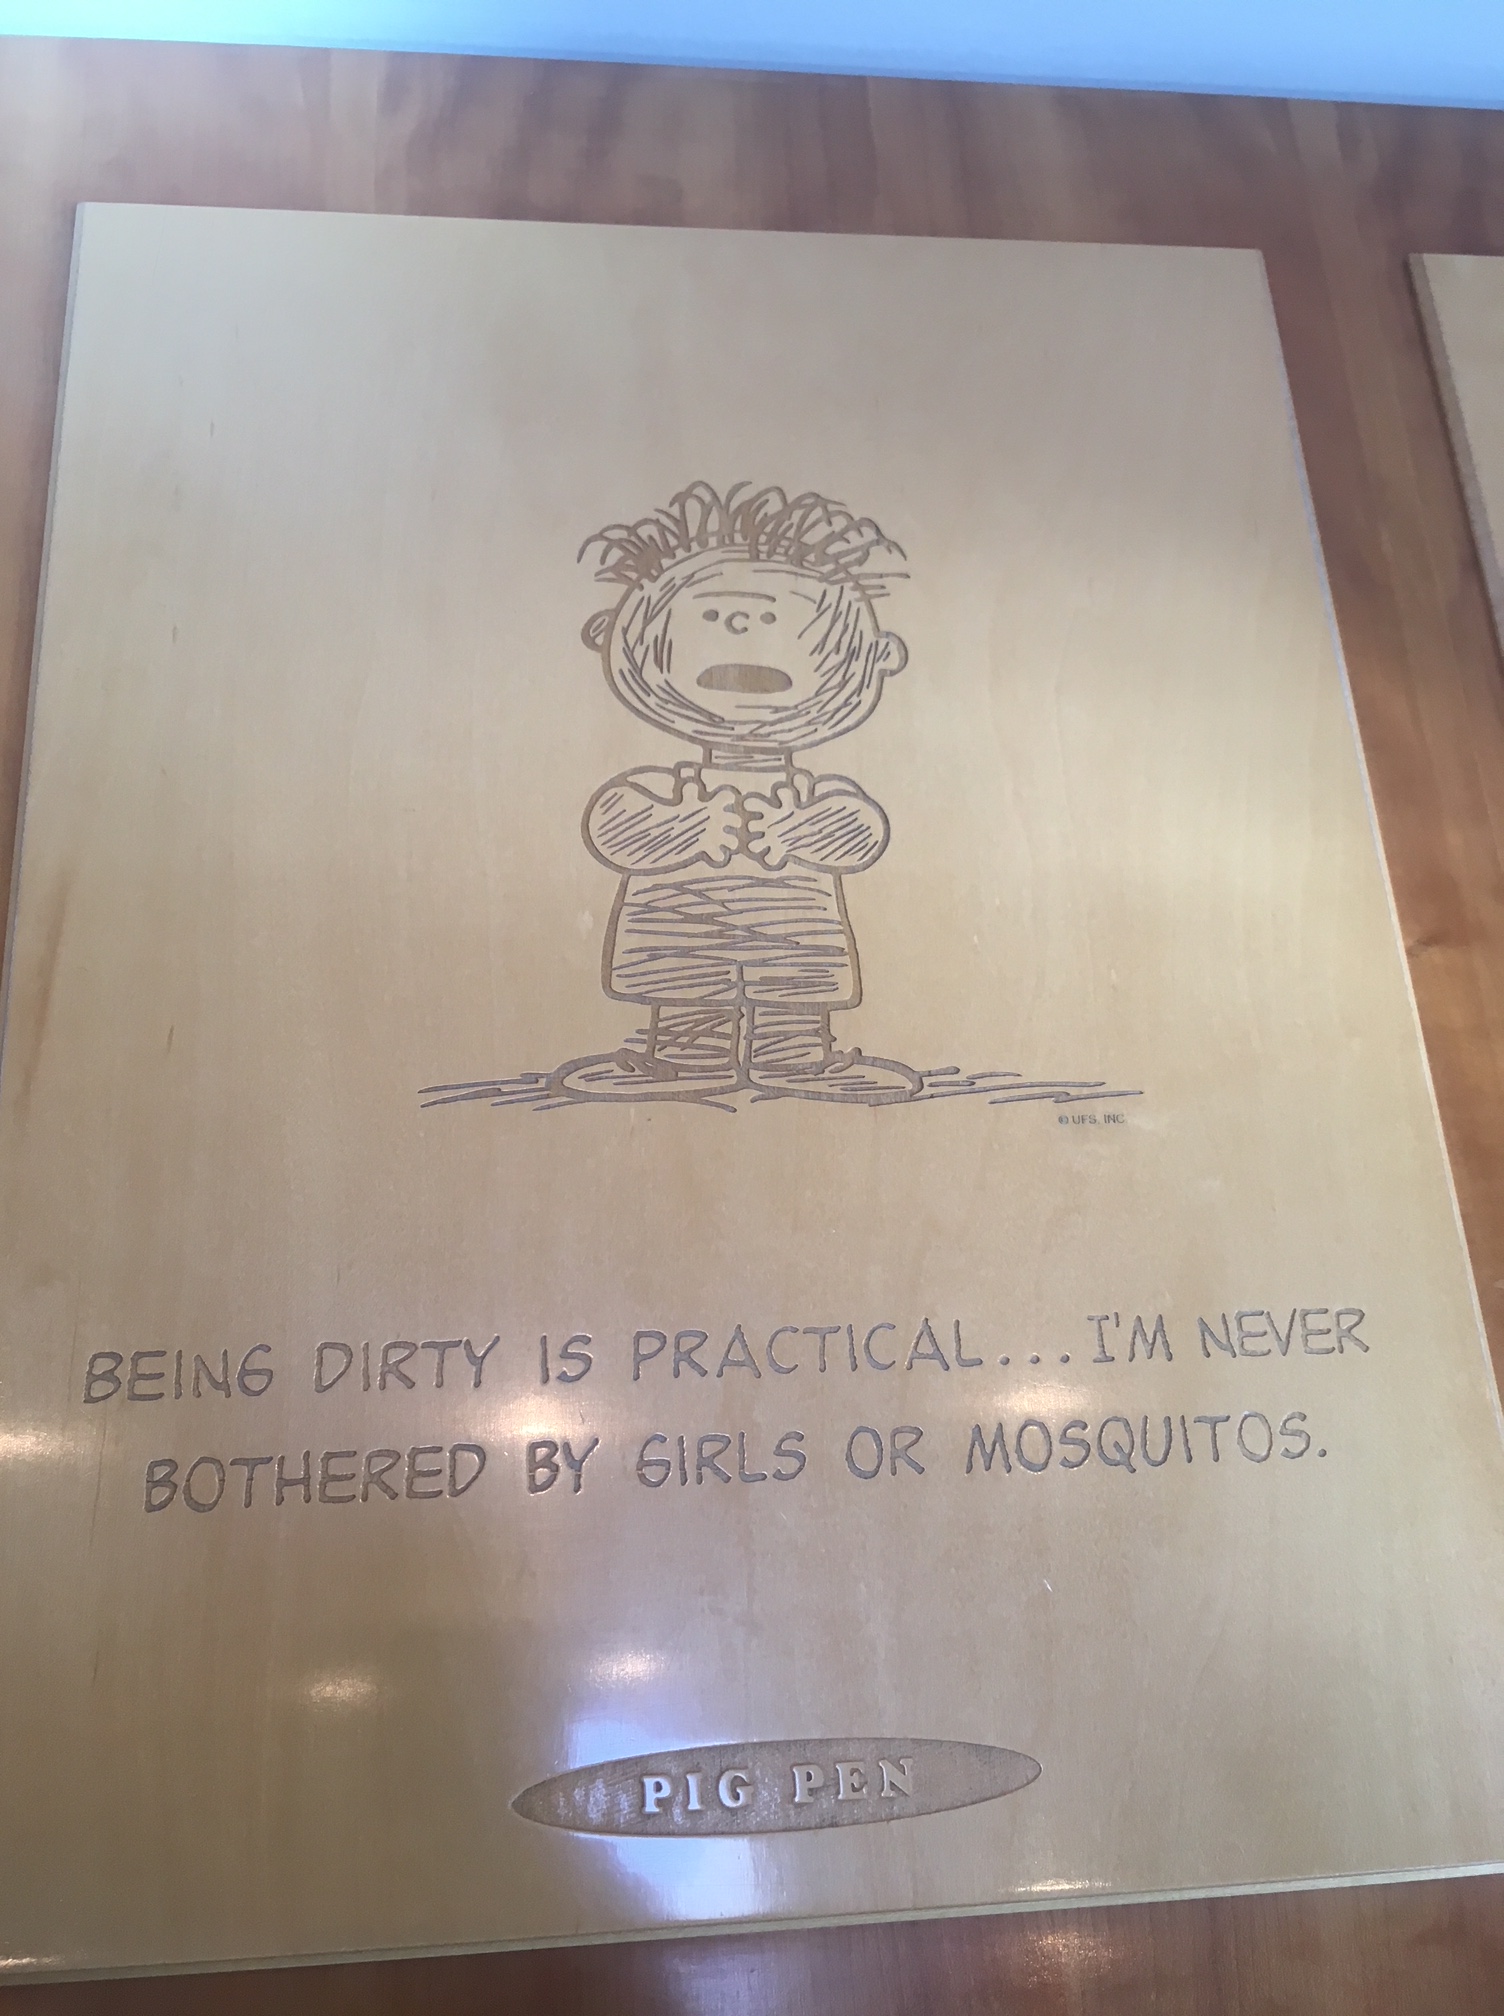 © UFS, INC.
BEING DIRTY IS PRACTICAL...I'M NEVER
BOTHERED BY GIRLS OR MOSQUITOS.
PIG PEN